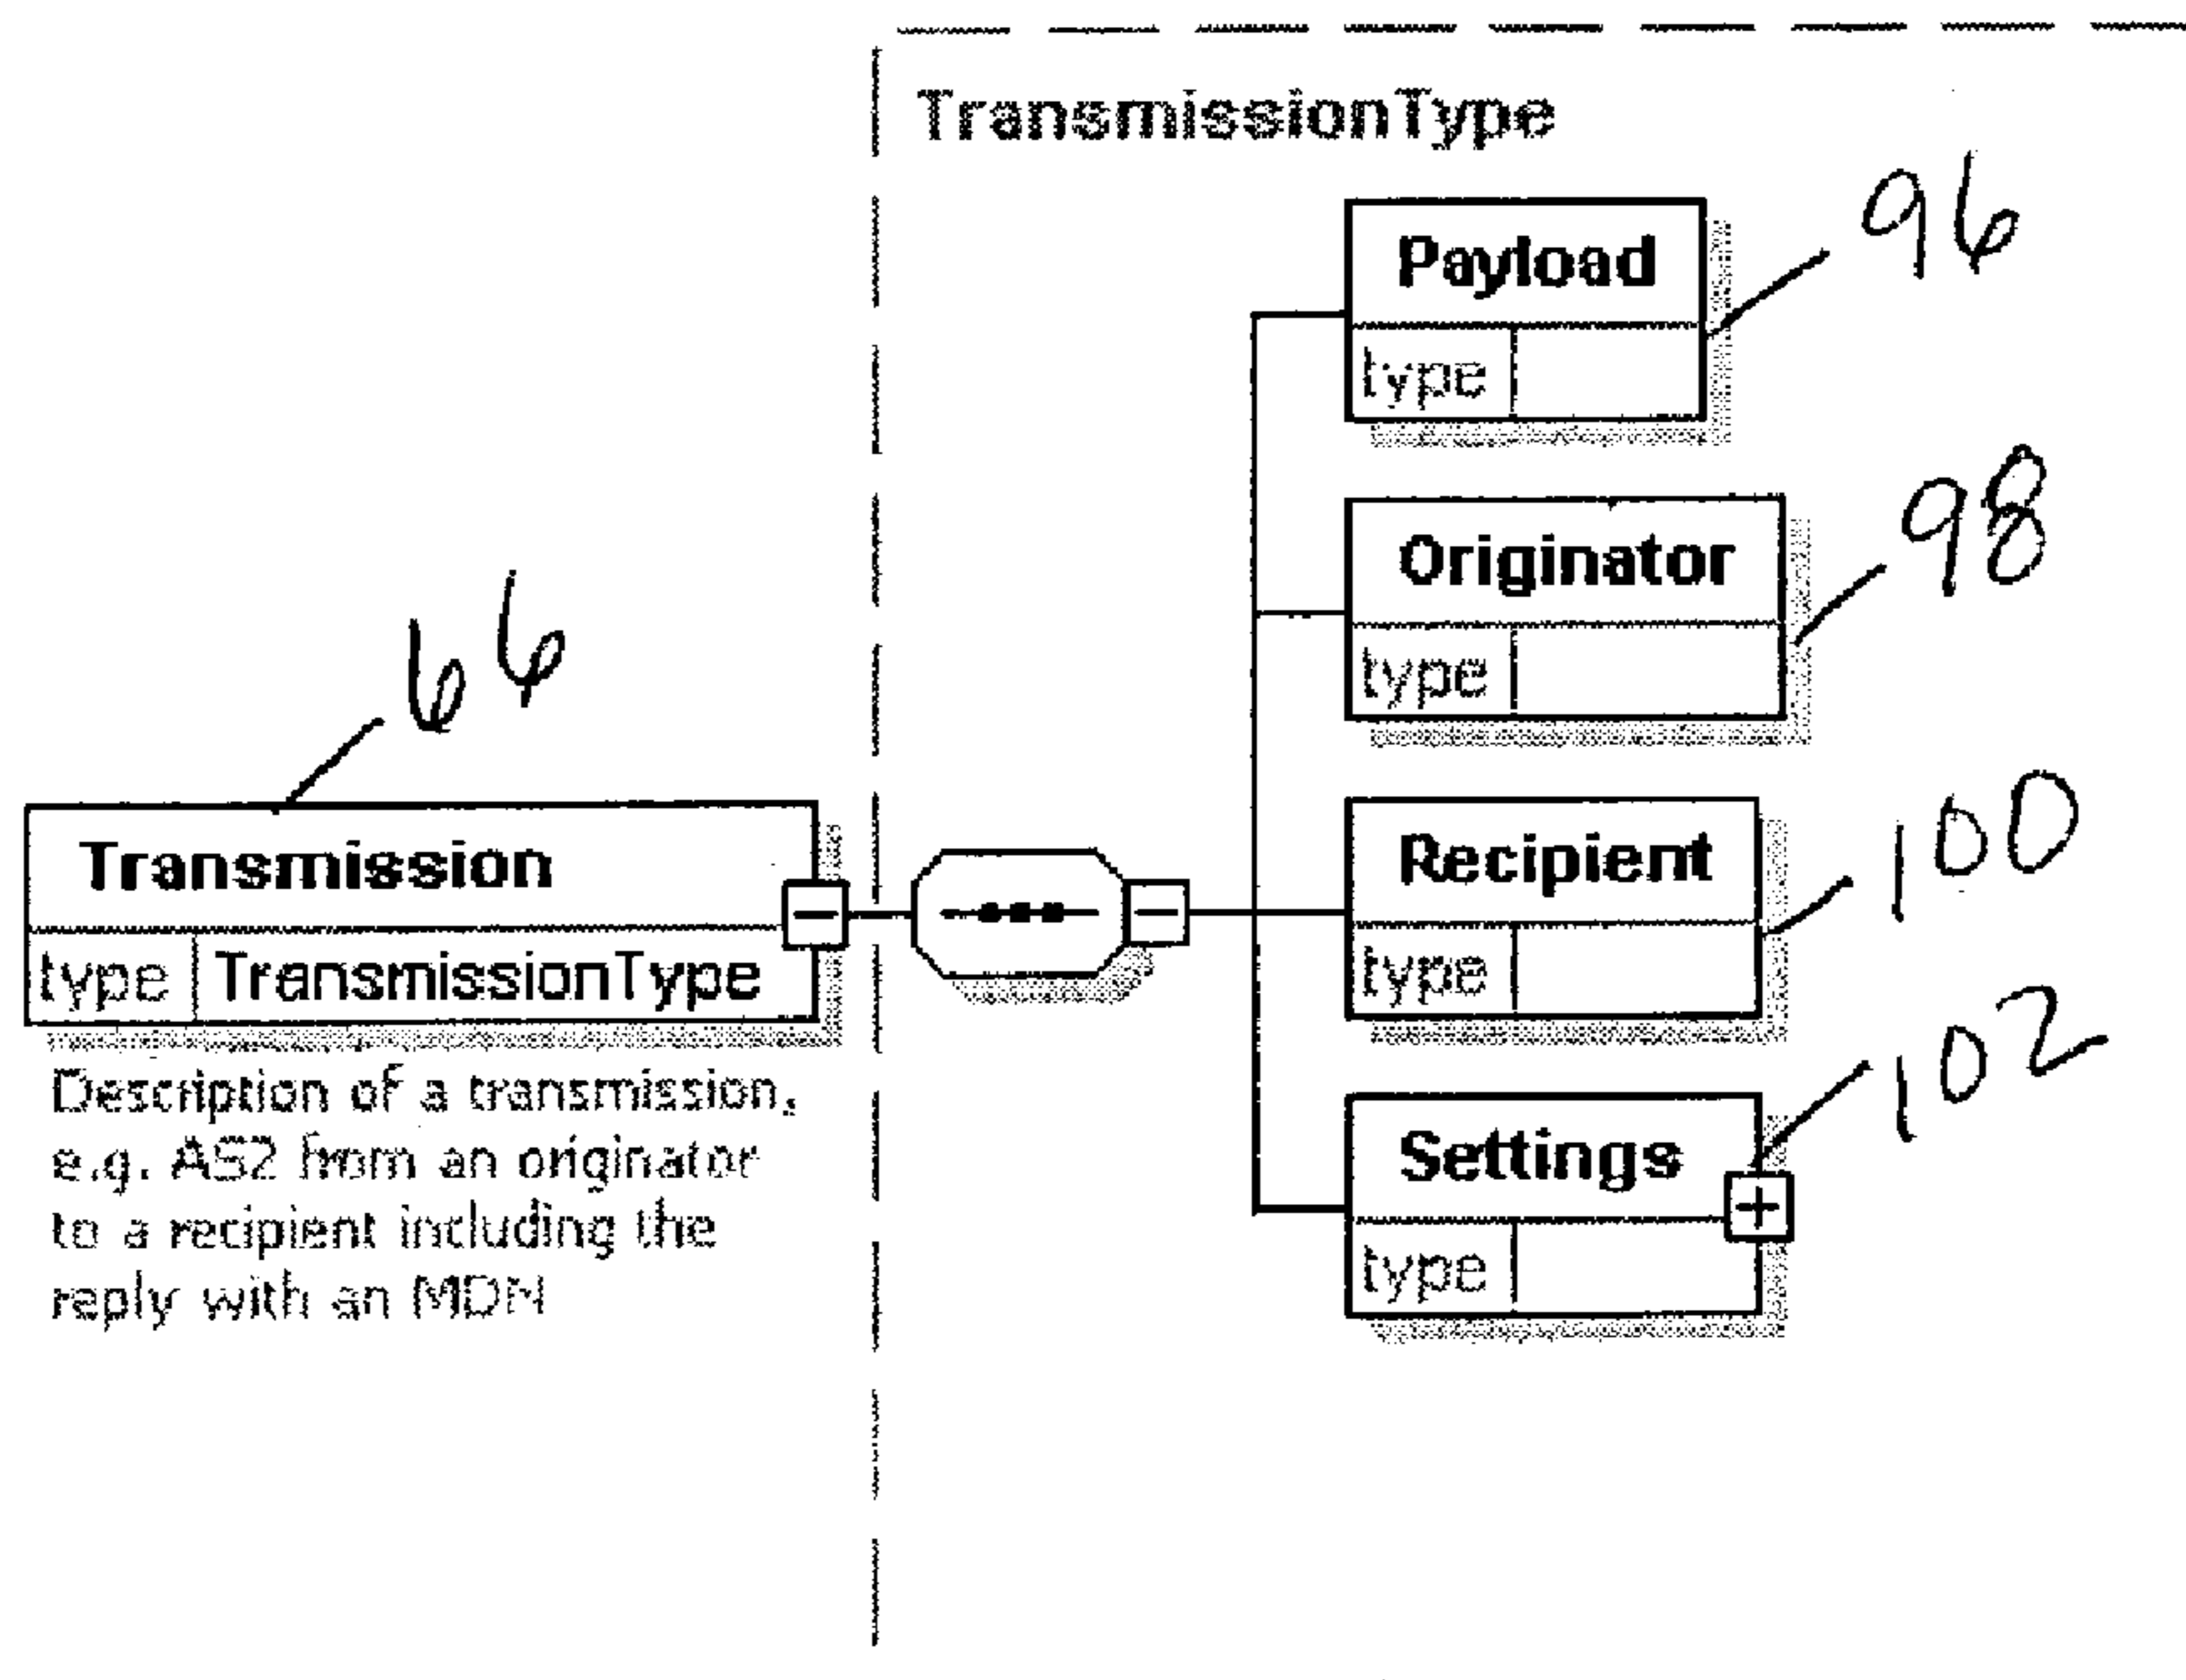 TransmissionType
Payload
96
type
Originator
98
type
66
Transmission
type TransmissionType
Description of a transmission,
e.g. AS2 from an originator
to a recipient including the
reply with an MDN
Recipient
100
type
Settings
102
type